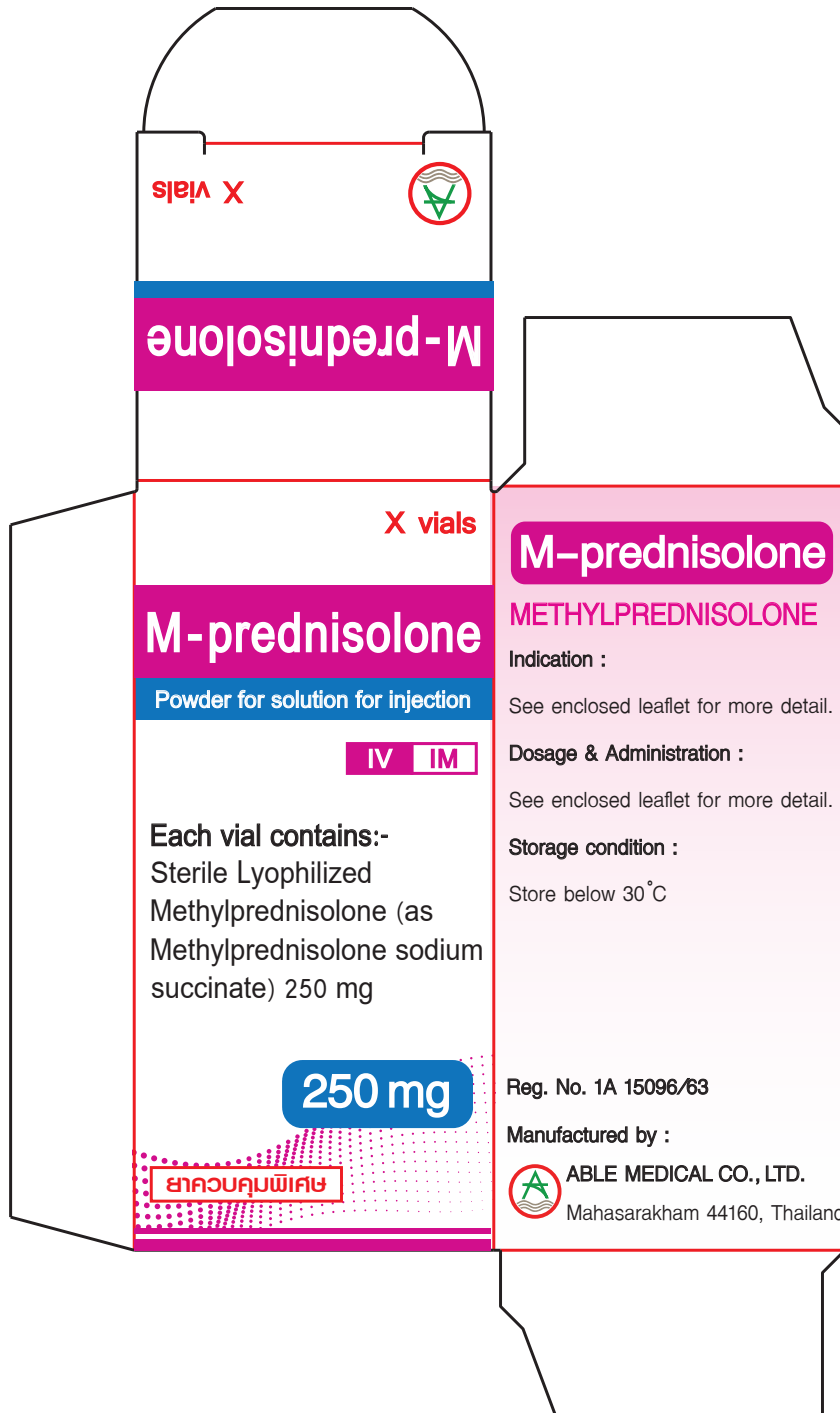 X vials
M-prednisolone
X vials
M-prednisolone
Powder for solution for injection
IV IM
Each vial contains:-
Sterile Lyophilized
Methylprednisolone (as
Methylprednisolone sodium
succinate) 250 mg
250 mg
ยาควบคุมพิเศษ
M-prednisolone
METHYLPREDNISOLONE
Indication :
See enclosed leaflet for more detail.
Dosage & Administration :
See enclosed leaflet for more detail.
Storage condition :
Store below 30°C
Reg. No. 1A 15096/63
Manufactured by :
ABLE MEDICAL CO., LTD.
Mahasarakham 44160, Thailand